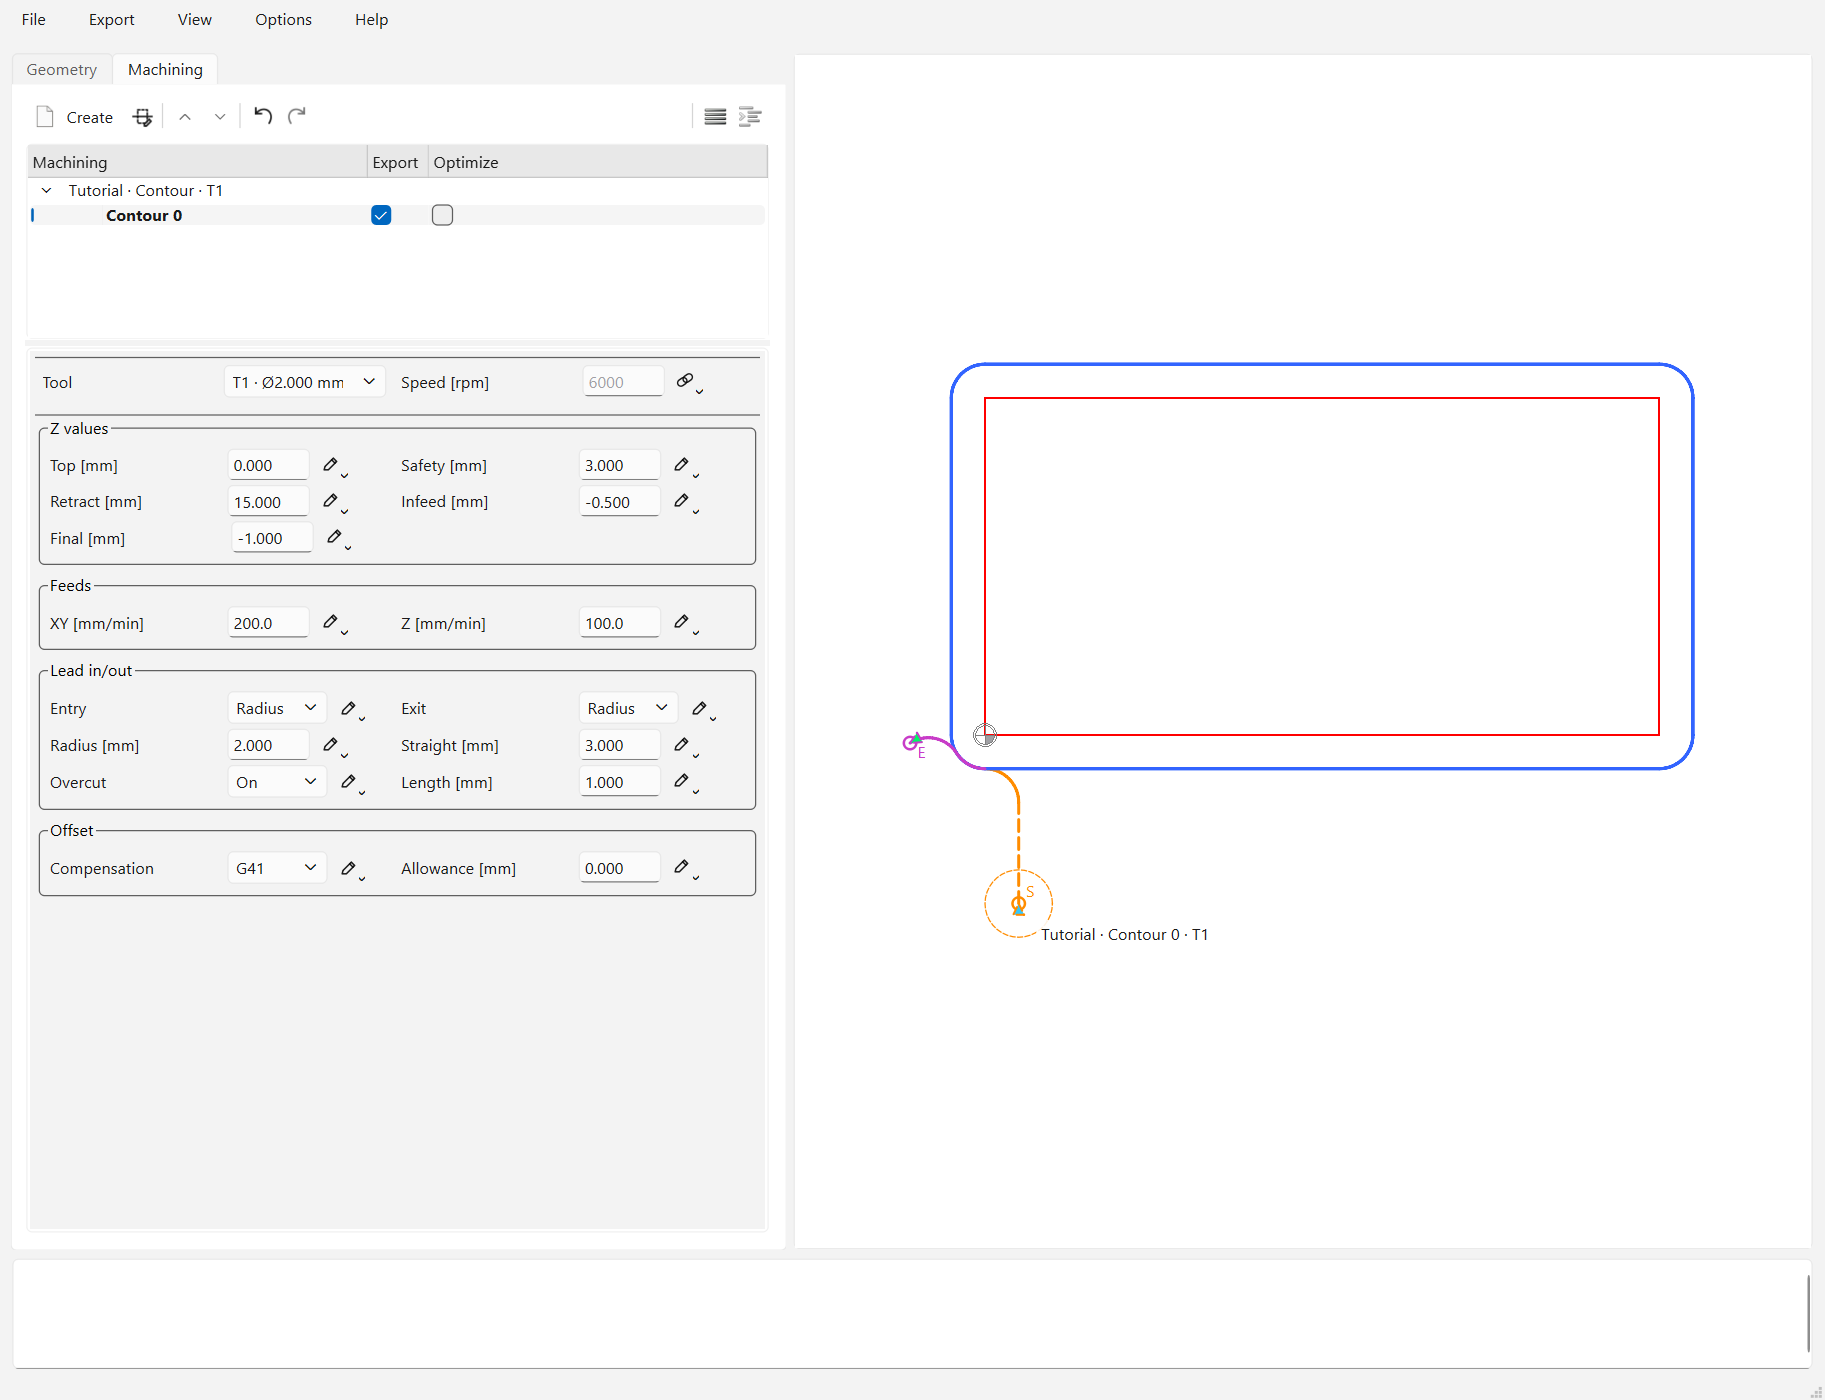 File Export View Options Help
Geometry Machining
Create
Machining Export Optimize
Tutorial · Contour · T1
Contour 0
Tool T1 · Ø2.000 mm Speed [rpm] 6000
Z values
Top [mm] 0.000 Safety [mm] 3.000
Retract [mm] 15.000 Infeed [mm] -0.500
Final [mm] -1.000
Feeds
XY [mm/min] 200.0 Z [mm/min] 100.0
Lead in/out
Entry Radius Exit Radius
Radius [mm] 2.000 Straight [mm] 3.000
Overcut On Length [mm] 1.000
Offset
Compensation G41 Allowance [mm] 0.000
E
S
Tutorial · Contour 0 · T1